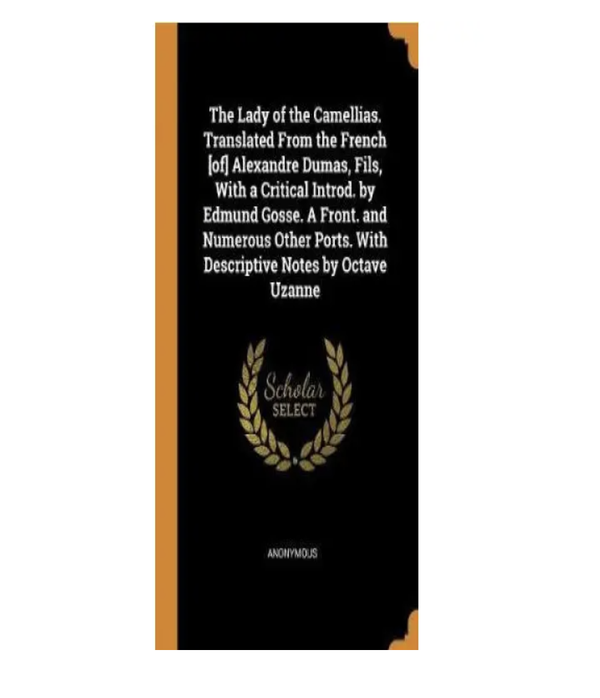 The Lady of the Camellias.
Translated From the French
[of] Alexandre Dumas, Fils,
With a Critical Introd. by
Edmund Gosse. A Front. and
Numerous Other Ports. With
Descriptive Notes by Octave
Uzanne
Scholar
SELECT
ANONYMOUS